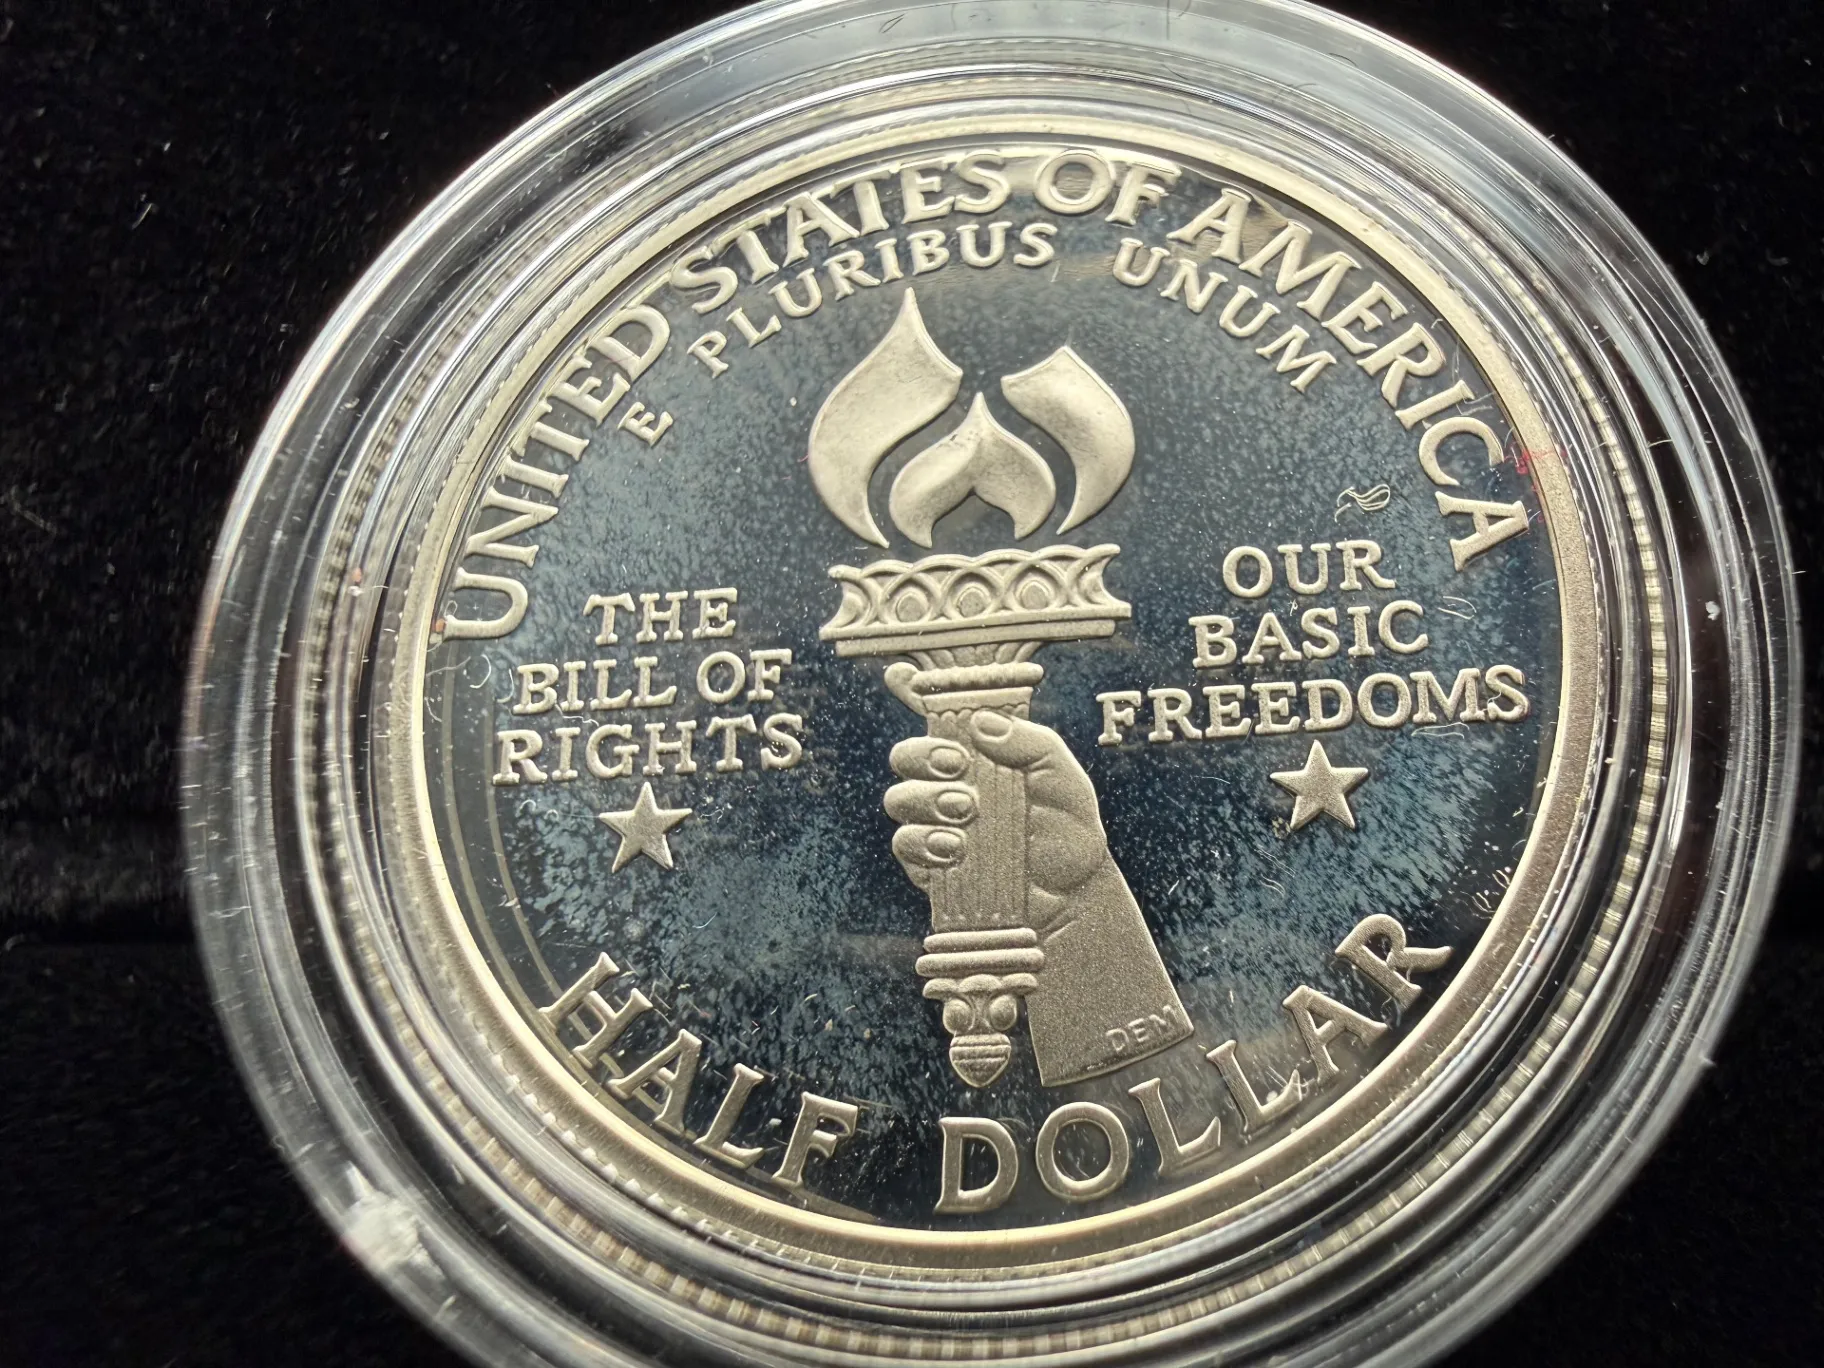 UNITED STATES OF AMERICA
E PLURIBUS UNUM
THE
BILL OF
RIGHTS
OUR
BASIC
FREEDOMS
DEM
HALF DOLLAR